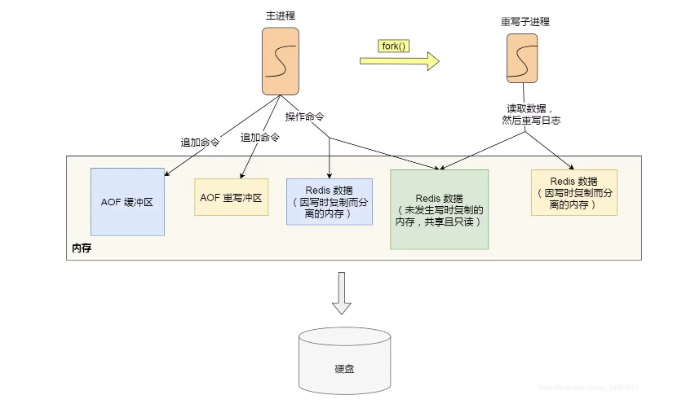 主进程
fork()
重写子进程
追加命令
追加命令
操作命令
读取数据，
然后重写日志
AOF 缓冲区
AOF 重写冲区
Redis 数据
（因写时复制而分
离的内存）
Redis 数据
（未发生写时复制的
内存，共享且只读）
Redis 数据
（因写时复制而分
离的内存）
内存
硬盘